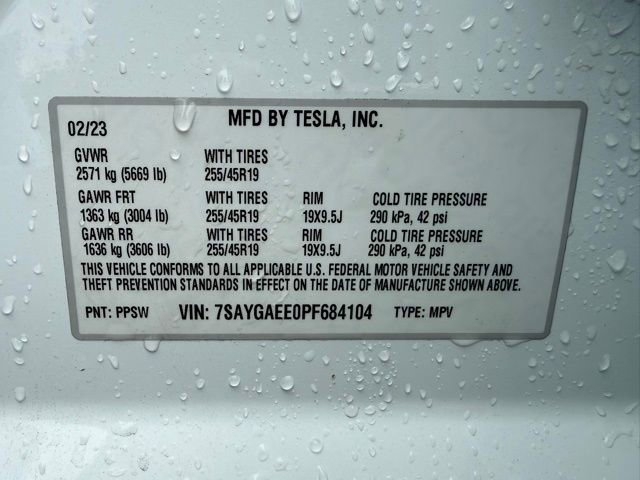 02/23 MFD BY TESLA, INC.
GVWR WITH TIRES
2571 kg (5669 lb) 255/45R19
GAWR FRT WITH TIRES RIM COLD TIRE PRESSURE
1363 kg (3004 lb) 255/45R19 19X9.5J 290 kPa, 42 psi
GAWR RR WITH TIRES RIM COLD TIRE PRESSURE
1636 kg (3606 lb) 255/45R19 19X9.5J 290 kPa, 42 psi
THIS VEHICLE CONFORMS TO ALL APPLICABLE U.S. FEDERAL MOTOR VEHICLE SAFETY AND
THEFT PREVENTION STANDARDS IN EFFECT ON THE DATE OF MANUFACTURE SHOWN ABOVE.
PNT: PPSW VIN: 7SAYGAEE0PF684104 TYPE: MPV